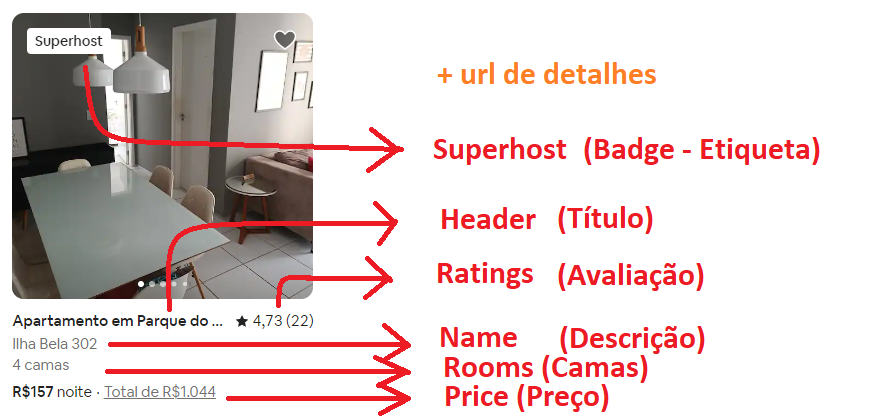 Superhost
+ url de detalhes
Superhost (Badge - Etiqueta)
Header (Título)
Ratings (Avaliação)
Apartamento em Parque do ... ★ 4,73 (22)
Ilha Bela 302
Name (Descrição)
4 camas
Rooms (Camas)
R$157 noite · Total de R$1.044
Price (Preço)